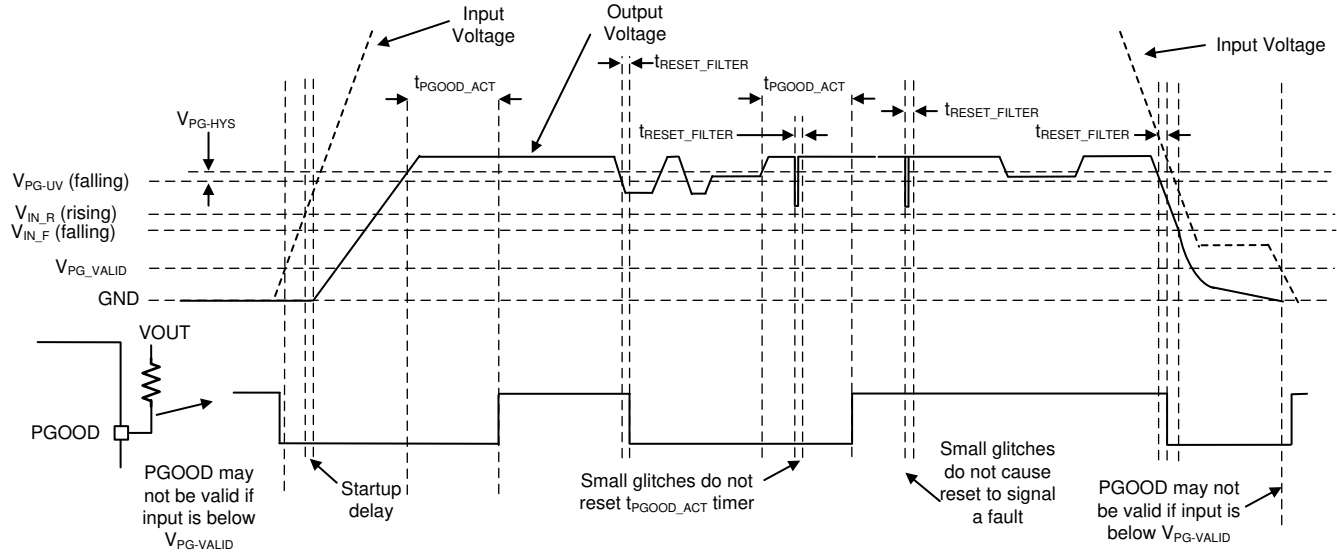 Input
Voltage
Output
Voltage
Input Voltage
tRESET_FILTER
tPGOOD_ACT
tPGOOD_ACT
tRESET_FILTER
VPG-HYS
tRESET_FILTER
tRESET_FILTER
VPG-UV (falling)
VIN_R (rising)
VIN_F (falling)
VPG_VALID
GND
VOUT
PGOOD
PGOOD may
not be valid if
input is below
VPG-VALID
Startup
delay
Small glitches do not
reset tPGOOD_ACT timer
Small glitches
do not cause
reset to signal
a fault
PGOOD may not
be valid if input is
below VPG-VALID